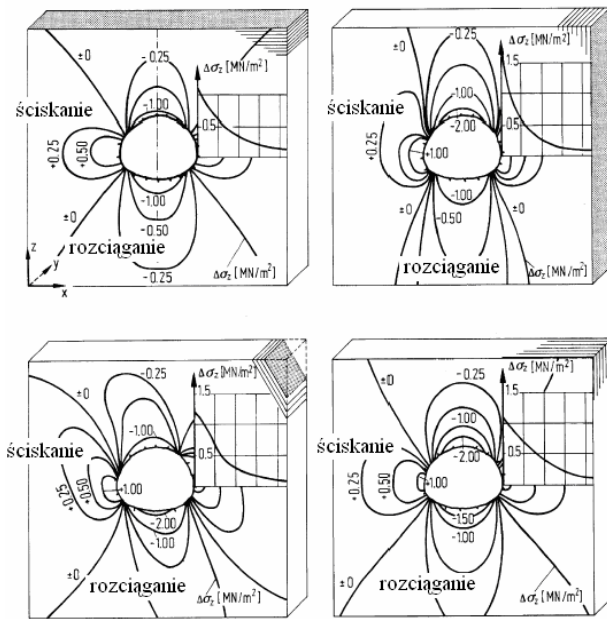 ±0
-0.25
Δσz [MN/m²]
ściskanie
-1.00
0.5
+0.25
+0.50
±0
-1.00
-0.50
rozciąganie
-0.25
Δσz [MN/m²]
z
y
x
±0
-0.25
Δσz [MN/m²]
1.5
ściskanie
-1.00
-2.00
0.5
+0.25
+1.00
±0
-1.00
-0.50
±0
rozciąganie
Δσz [MN/m²]
±0
-0.25
Δσz [MN/m²]
1.5
ściskanie
-1.00
0.5
+0.25
+0.50
+1.00
-2.00
-1.00
±0
rozciąganie
Δσz [MN/m²]
±0
-0.25
Δσz [MN/m²]
1.5
ściskanie
-1.00
-2.00
0.5
+0.25
+0.50
+1.00
-1.50
-1.00
±0
rozciąganie
Δσz [MN/m²]